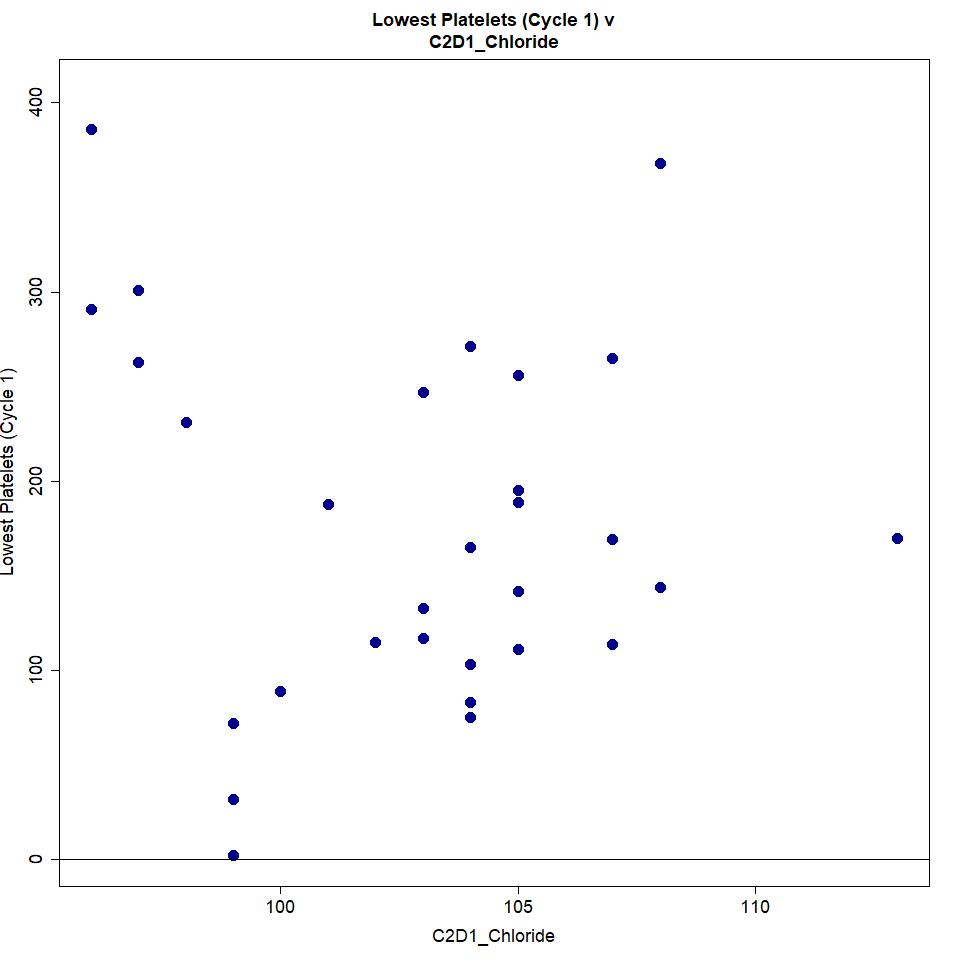 Lowest Platelets (Cycle 1) v
C2D1_Chloride
400
300
200
100
0
Lowest Platelets (Cycle 1)
100
105
110
C2D1_Chloride